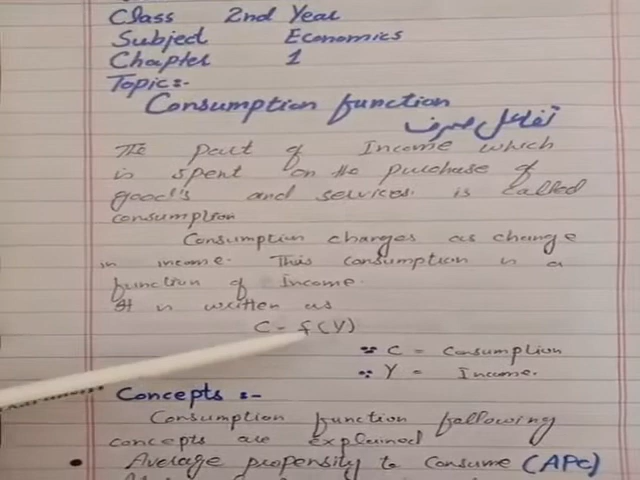 Class 2nd Year
Subject Economics
Chapter 1
Topic:-
Consumption function
تفاعل صرف
The part of Income which
is spent on the purchase of
good's and services. is called
consumption
Consumption changes as change
in income. This consumption is a
function of Income.
It is written as
C = f(Y)
∵ C = Consumption
∵ Y = Income.
Concepts :-
Consumption function following
concepts are explained
• Average propensity to consume (APC)